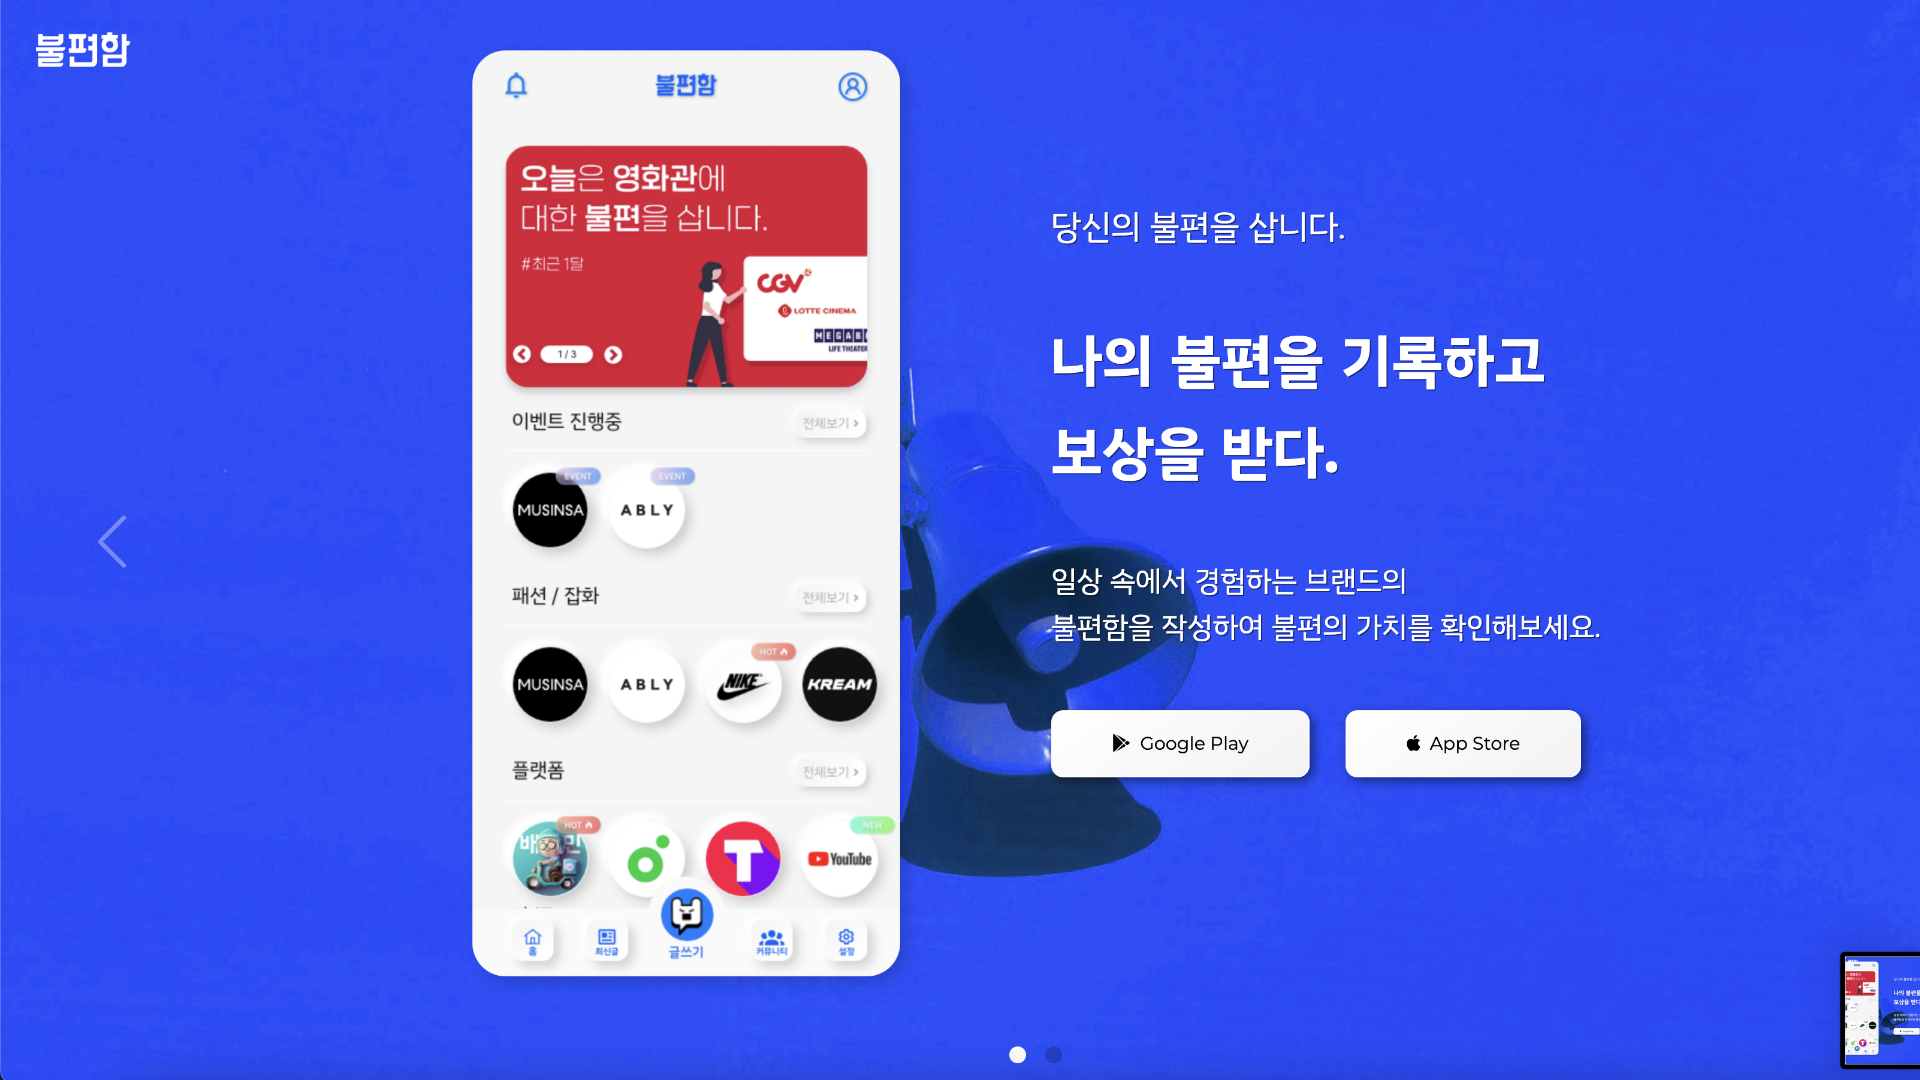 불편함
불편함
오늘은 영화관에
대한 불편을 삽니다.
#최근 1달
CGV
LOTTE CINEMA
MEGAB
LIFE THEATER
1 / 3
이벤트 진행중
전체보기
EVENT
EVENT
MUSINSA
ABLY
패션 / 잡화
전체보기
HOT
MUSINSA
ABLY
NIKE
KREAM
플랫폼
전체보기
HOT
NEW
YouTube
홈
최신글
글쓰기
커뮤니티
설정
당신의 불편을 삽니다.
나의 불편을 기록하고
보상을 받다.
일상 속에서 경험하는 브랜드의
불편함을 작성하여 불편의 가치를 확인해보세요.
Google Play
App Store